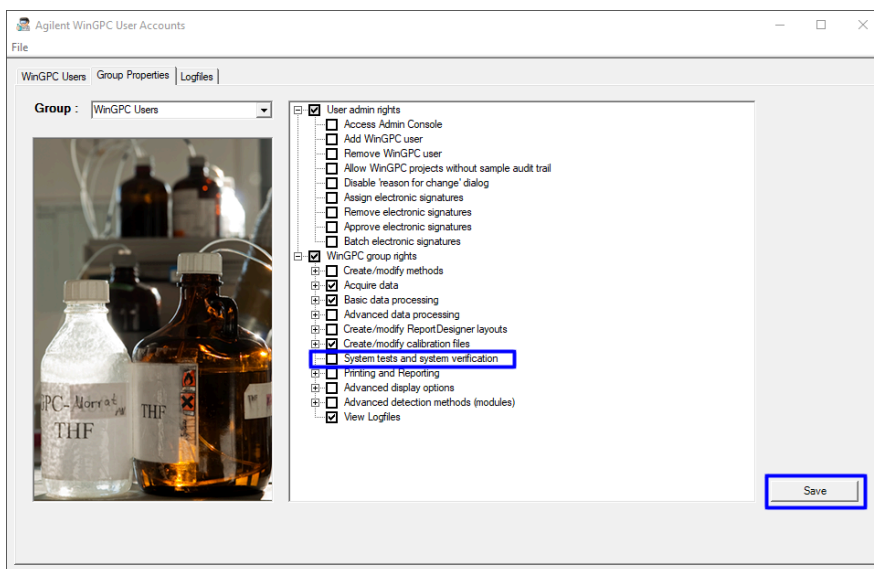 Agilent WinGPC User Accounts
File
WinGPC Users
Group Properties
Logfiles
Group :
WinGPC Users
User admin rights
Access Admin Console
Add WinGPC user
Remove WinGPC user
Allow WinGPC projects without sample audit trail
Disable 'reason for change' dialog
Assign electronic signatures
Remove electronic signatures
Approve electronic signatures
Batch electronic signatures
WinGPC group rights
Create/modify methods
Acquire data
Basic data processing
Advanced data processing
Create/modify ReportDesigner layouts
Create/modify calibration files
System tests and system verification
Printing and Reporting
Advanced display options
Advanced detection methods (modules)
View Logfiles
THF
THF
Save